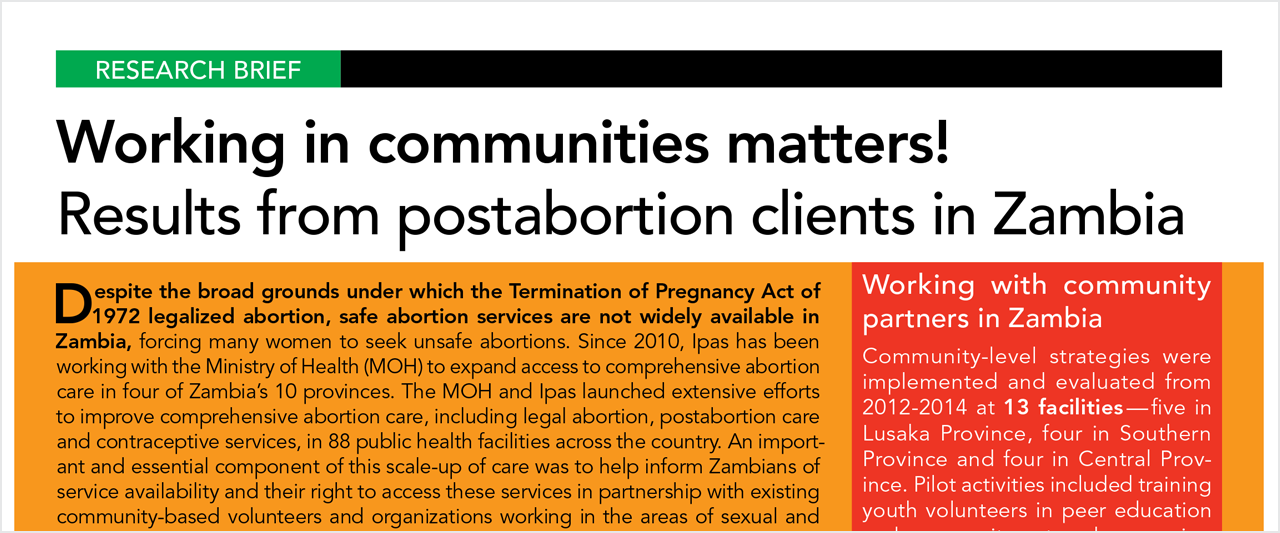 RESEARCH BRIEF
Working in communities matters!
Results from postabortion clients in Zambia
Despite the broad grounds under which the Termination of Pregnancy Act of
1972 legalized abortion, safe abortion services are not widely available in
Zambia, forcing many women to seek unsafe abortions. Since 2010, Ipas has been
working with the Ministry of Health (MOH) to expand access to comprehensive abortion
care in four of Zambia’s 10 provinces. The MOH and Ipas launched extensive efforts
to improve comprehensive abortion care, including legal abortion, postabortion care
and contraceptive services, in 88 public health facilities across the country. An import-
ant and essential component of this scale-up of care was to help inform Zambians of
service availability and their right to access these services in partnership with existing
community-based volunteers and organizations working in the areas of sexual and
Working with community
partners in Zambia
Community-level strategies were
implemented and evaluated from
2012-2014 at 13 facilities—five in
Lusaka Province, four in Southern
Province and four in Central Prov-
ince. Pilot activities included training
youth volunteers in peer education